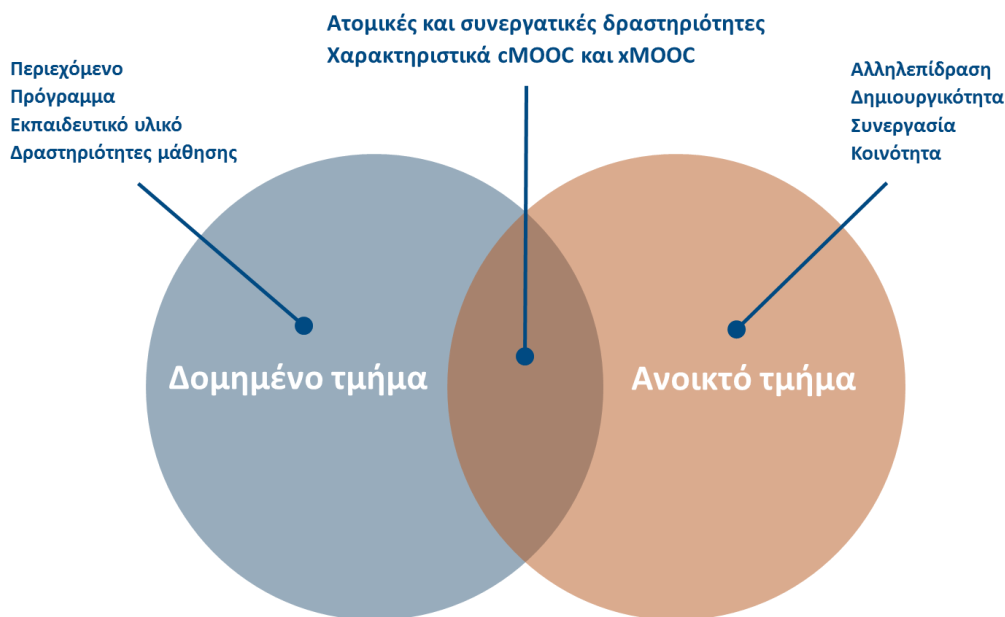 Ατομικές και συνεργατικές δραστηριότητες
Χαρακτηριστικά cMOOC και xMOOC
Περιεχόμενο
Πρόγραμμα
Εκπαιδευτικό υλικό
Δραστηριότητες μάθησης
Αλληλεπίδραση
Δημιουργικότητα
Συνεργασία
Κοινότητα
Δομημένο τμήμα
Ανοικτό τμήμα